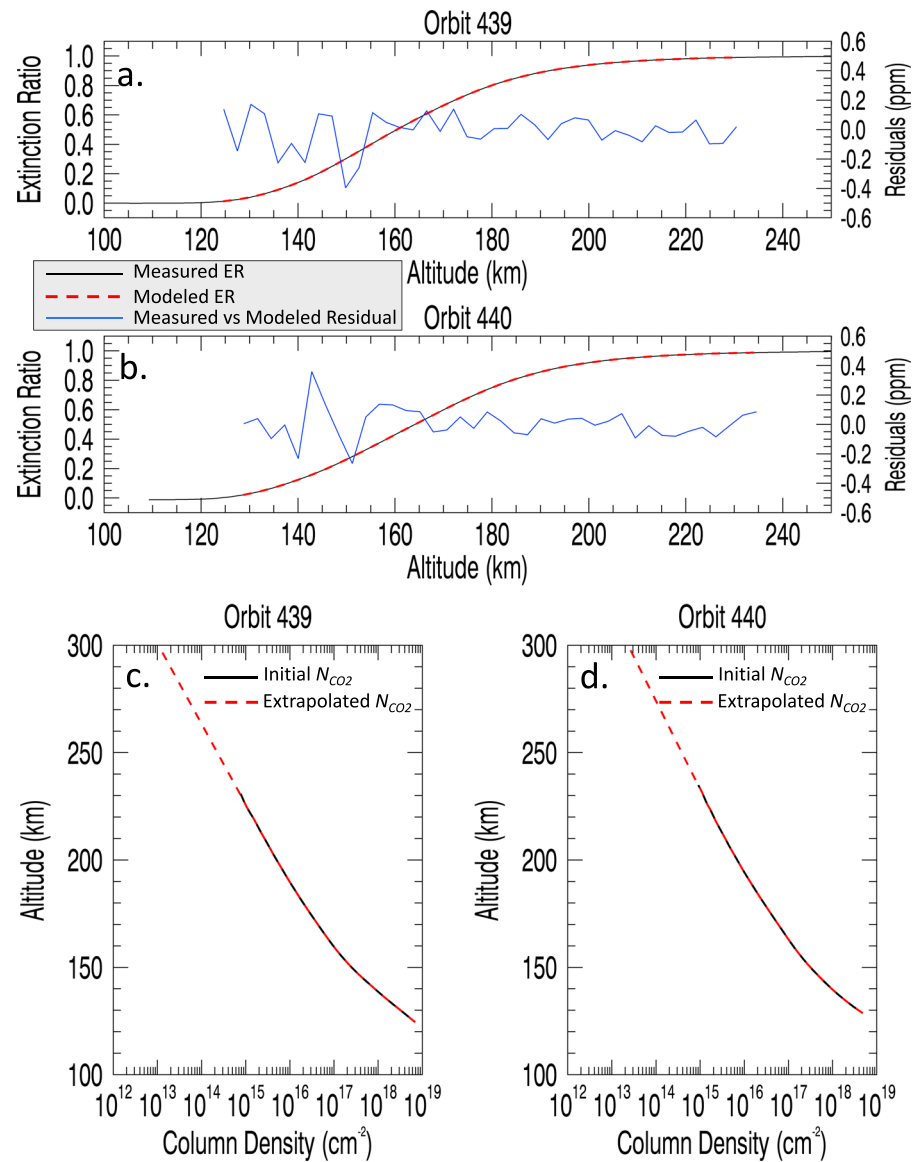 Orbit 439
a.
Extinction Ratio
1.0
0.8
0.6
0.4
0.2
0.0
0.6
0.4
0.2
0.0
-0.2
-0.4
-0.6
Residuals (ppm)
100 120 140 160 180 200 220 240
Altitude (km)
Measured ER
Modeled ER
Measured vs Modeled Residual
Orbit 440
b.
Extinction Ratio
1.0
0.8
0.6
0.4
0.2
0.0
0.6
0.4
0.2
0.0
-0.2
-0.4
-0.6
Residuals (ppm)
100 120 140 160 180 200 220 240
Altitude (km)
Orbit 439
c.
Initial N_CO2
Extrapolated N_CO2
Altitude (km)
300
250
200
150
100
10^12 10^13 10^14 10^15 10^16 10^17 10^18 10^19
Column Density (cm^-2)
Orbit 440
d.
Initial N_CO2
Extrapolated N_CO2
Altitude (km)
300
250
200
150
100
10^12 10^13 10^14 10^15 10^16 10^17 10^18 10^19
Column Density (cm^-2)